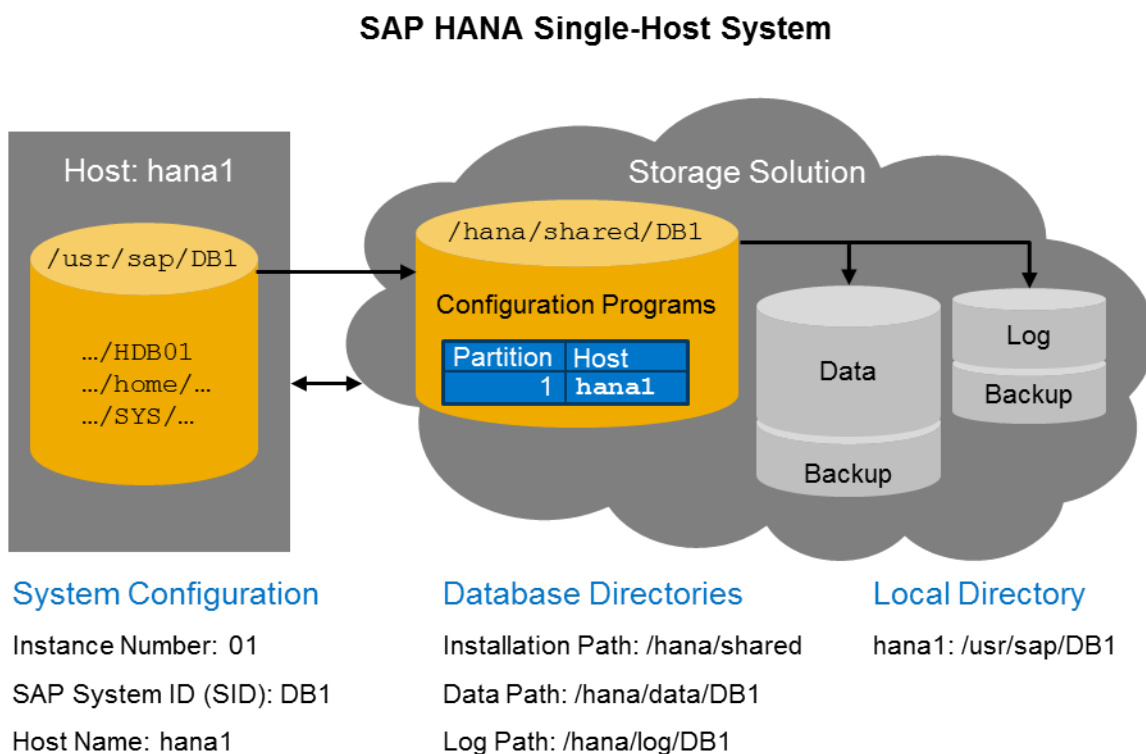 SAP HANA Single-Host System
Host: hana1
/usr/sap/DB1
…/HDB01
…/home/…
…/SYS/…
Storage Solution
/hana/shared/DB1
Configuration Programs
Partition Host
1 hana1
Data
Backup
Log
Backup
System Configuration
Instance Number: 01
SAP System ID (SID): DB1
Host Name: hana1
Database Directories
Installation Path: /hana/shared
Data Path: /hana/data/DB1
Log Path: /hana/log/DB1
Local Directory
hana1: /usr/sap/DB1